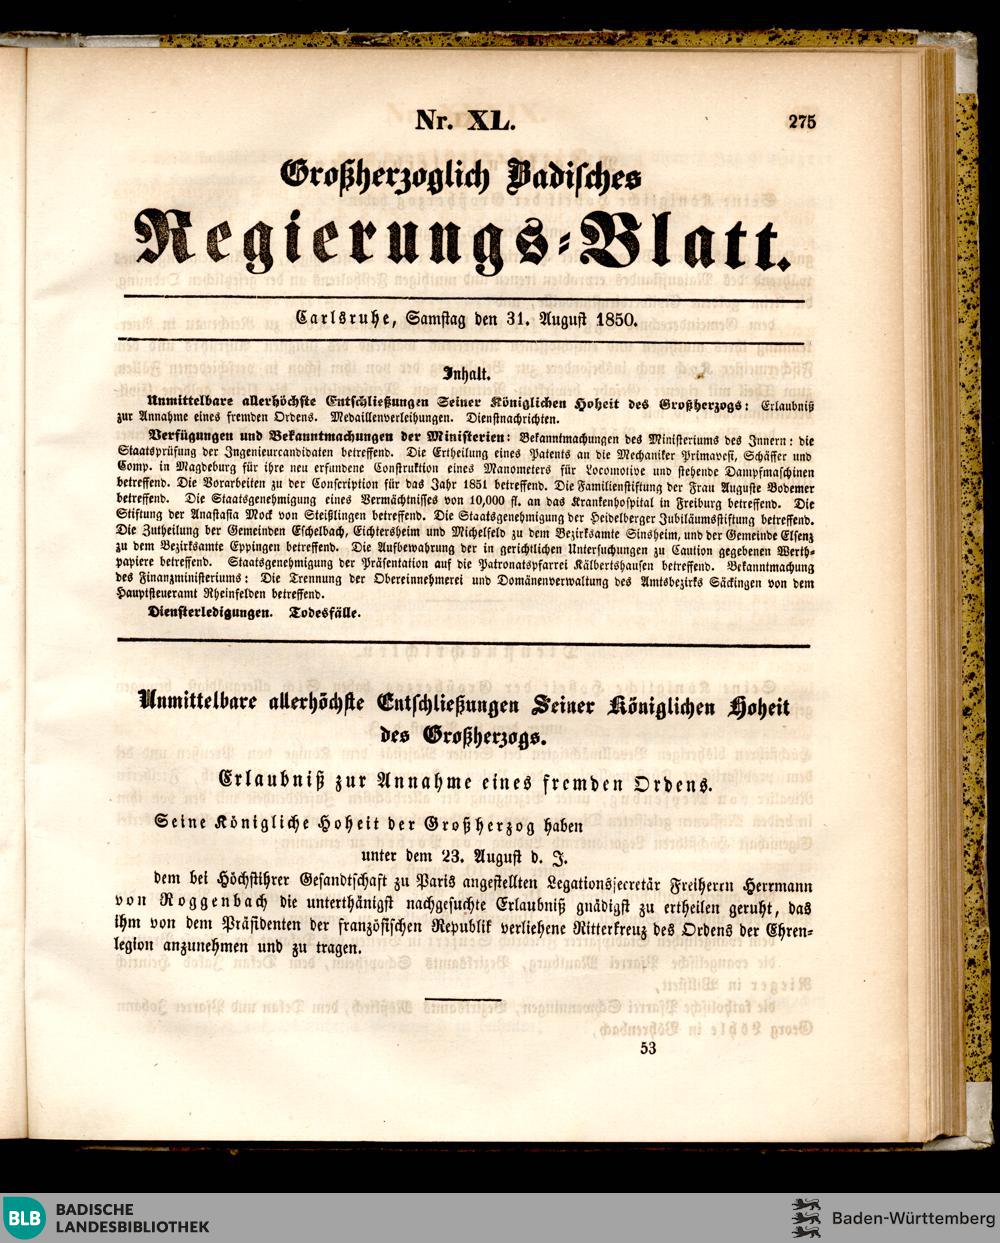 Nr. XL.
275
Großherzoglich Badisches
Regierungs-Blatt.
Carlsruhe, Samstag den 31. August 1850.
Inhalt.
Unmittelbare allerhöchste Entschließungen Seiner Königlichen Hoheit des Großherzogs: Erlaubniß
zur Annahme eines fremden Ordens. Medaillenverleihungen. Dienstnachrichten.
Verfügungen und Bekanntmachungen der Ministerien: Bekanntmachungen des Ministeriums des Innern: die
Staatsprüfung der Ingenieurcandidaten betreffend. Die Ertheilung eines Patents an die Mechaniker Primavesi, Schäffer und
Comp. in Magdeburg für ihre neu erfundene Construktion eines Manometers für Locomotive und stehende Dampfmaschinen
betreffend. Die Vorarbeiten zu der Conscription für das Jahr 1851 betreffend. Die Familienstiftung der Frau Auguste Bodemer
betreffend. Die Staatsgenehmigung eines Vermächtnisses von 10,000 fl. an das Krankenhospital in Freiburg betreffend. Die
Stiftung der Anastasia Mock von Steißlingen betreffend. Die Staatsgenehmigung der Heidelberger Jubiläumsstiftung betreffend.
Die Zutheilung der Gemeinden Eschelbach, Eichtersheim und Michelfeld zu dem Bezirksamte Sinsheim, und der Gemeinde Elsenz
zu dem Bezirksamte Eppingen betreffend. Die Aufbewahrung der in gerichtlichen Untersuchungen zu Caution gegebenen Werth-
papiere betreffend. Staatsgenehmigung der Präsentation auf die Patronatspfarrei Kälbertshausen betreffend. Bekanntmachung
des Finanzministeriums: Die Trennung der Obereinnehmerei und Domänenverwaltung des Amtsbezirks Säckingen von dem
Hauptsteueramt Rheinfelden betreffend.
Diensterledigungen. Todesfälle.
Unmittelbare allerhöchste Entschließungen Seiner Königlichen Hoheit
des Großherzogs.
Erlaubniß zur Annahme eines fremden Ordens.
Seine Königliche Hoheit der Großherzog haben
unter dem 23. August d. J.
dem bei Höchstihrer Gesandtschaft zu Paris angestellten Legationssecretär Freiherrn Herrmann
von Roggenbach die unterthänigst nachgesuchte Erlaubniß gnädigst zu ertheilen geruht, das
ihm von dem Präsidenten der französischen Republik verliehene Ritterkreuz des Ordens der Ehren-
legion anzunehmen und zu tragen.
53
BLB BADISCHE
LANDESBIBLIOTHEK
Baden-Württemberg